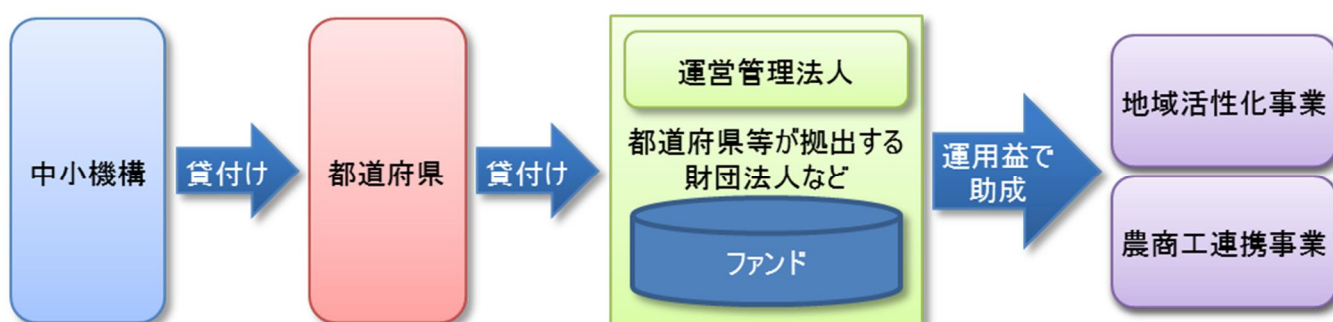 中小機構
貸付け
都道府県
貸付け
運営管理法人
都道府県等が拠出する
財団法人など
ファンド
運用益で
助成
地域活性化事業
農商工連携事業